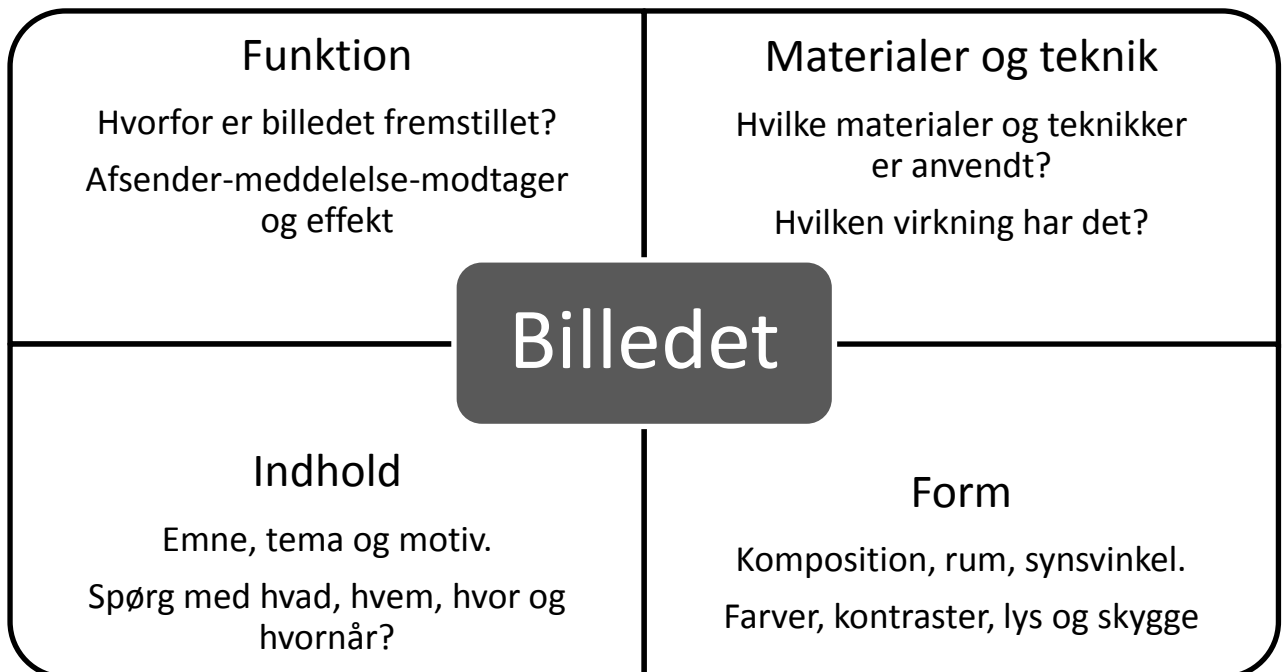 Funktion
Hvorfor er billedet fremstillet?
Afsender-meddelelse-modtager
og effekt
Materialer og teknik
Hvilke materialer og teknikker
er anvendt?
Hvilken virkning har det?
Billedet
Indhold
Emne, tema og motiv.
Spørg med hvad, hvem, hvor og
hvornår?
Form
Komposition, rum, synsvinkel.
Farver, kontraster, lys og skygge